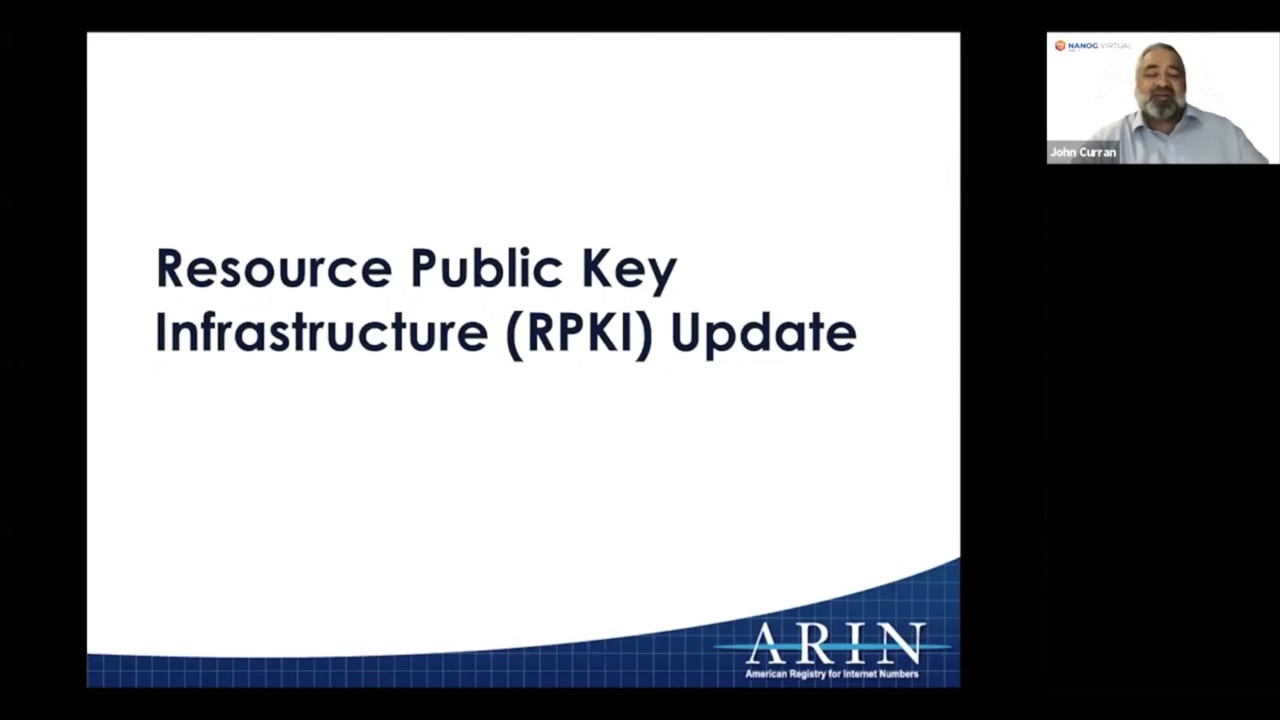 Resource Public Key
Infrastructure (RPKI) Update
ARIN
American Registry for Internet Numbers
NANOG VIRTUAL
John Curran